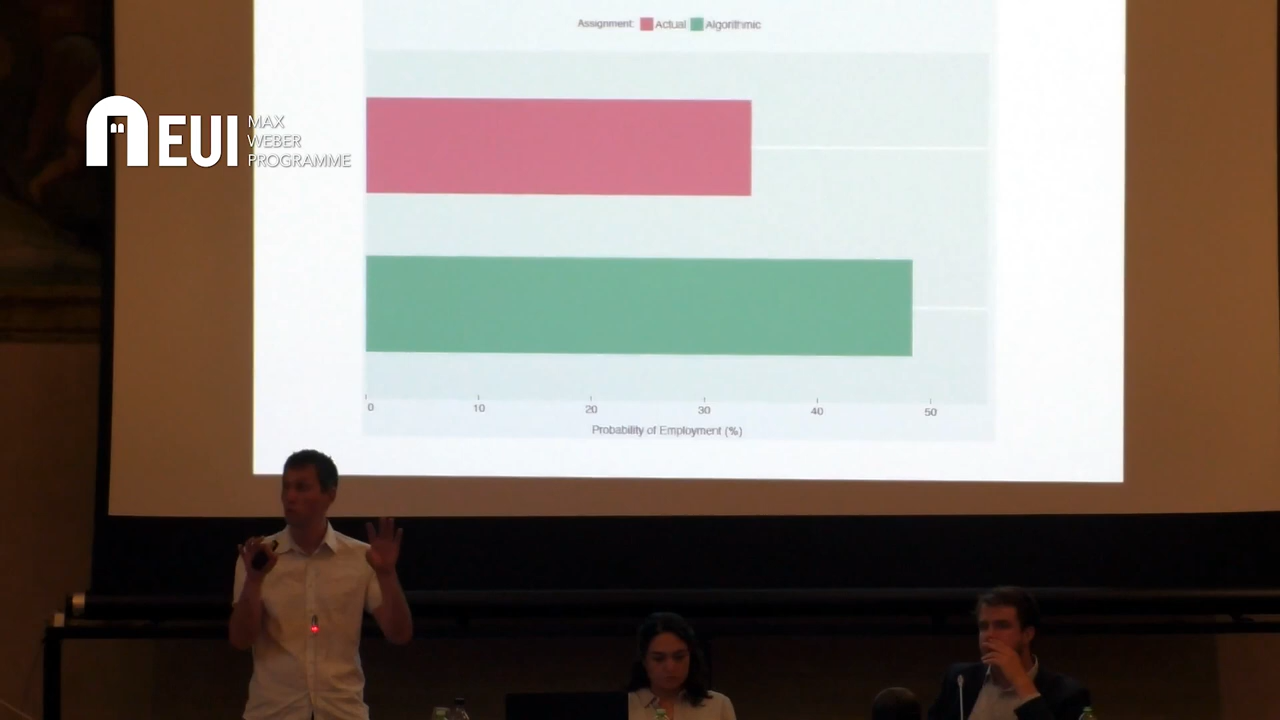 Assignment: Actual Algorithmic
EUI MAX
WEBER
PROGRAMME
0 10 20 30 40 50
Probability of Employment (%)